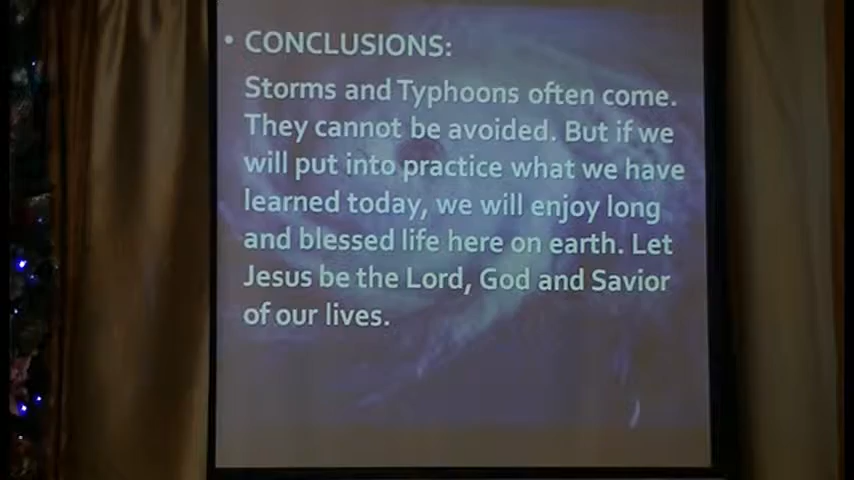 • CONCLUSIONS:
Storms and Typhoons often come.
They cannot be avoided. But if we
will put into practice what we have
learned today, we will enjoy long
and blessed life here on earth. Let
Jesus be the Lord, God and Savior
of our lives.